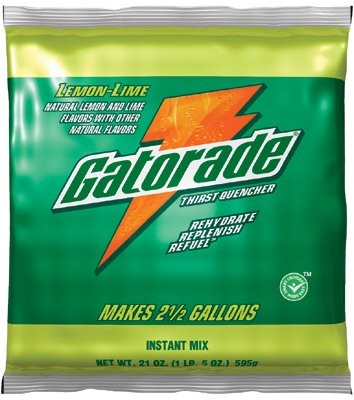 LEMON-LIME
NATURAL LEMON AND LIME
FLAVORS WITH OTHER
NATURAL FLAVORS
Gatorade
THIRST QUENCHER
REHYDRATE
REPLENISH
REFUEL™
TM
MAKES 2½ GALLONS
INSTANT MIX
NET WT. 21 OZ. (1 LB. 5 OZ.) 595g